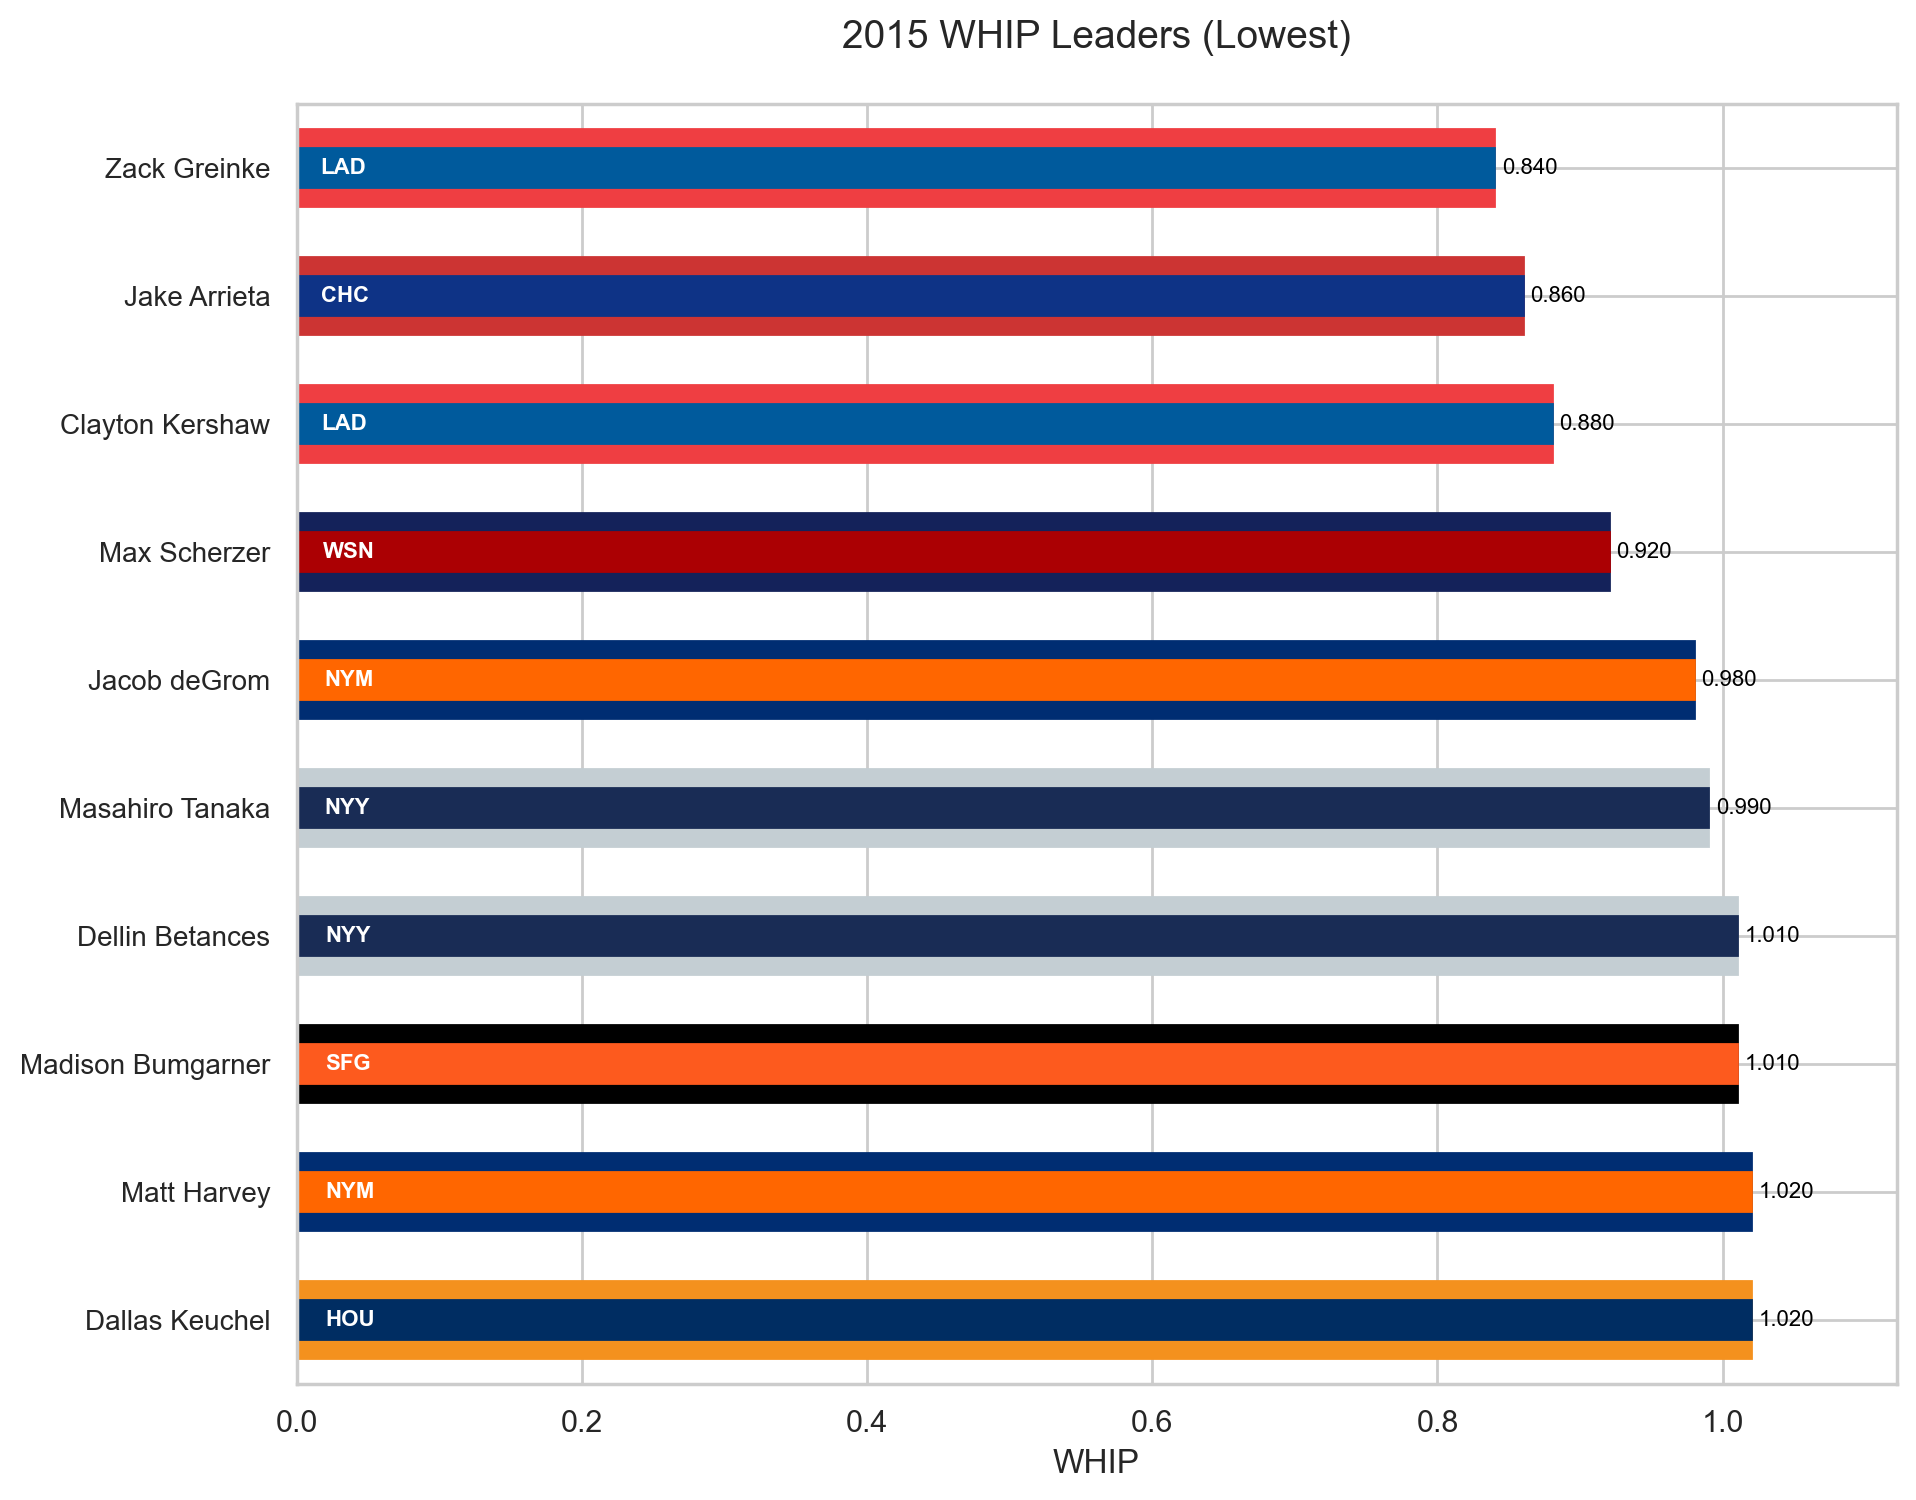 2015 WHIP Leaders (Lowest)
Zack Greinke LAD 0.840
Jake Arrieta CHC 0.860
Clayton Kershaw LAD 0.880
Max Scherzer WSN 0.920
Jacob deGrom NYM 0.980
Masahiro Tanaka NYY 0.990
Dellin Betances NYY 1.010
Madison Bumgarner SFG 1.010
Matt Harvey NYM 1.020
Dallas Keuchel HOU 1.020
0.0 0.2 0.4 0.6 0.8 1.0
WHIP